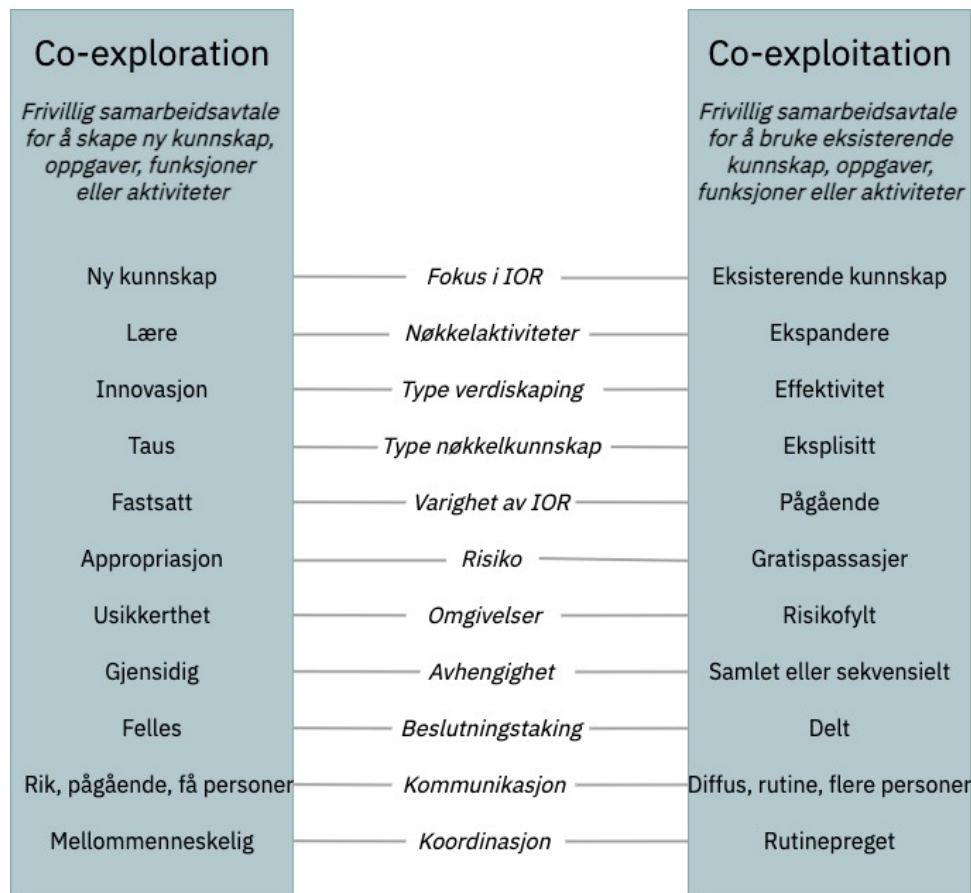 Co-exploration
Frivillig samarbeidsavtale
for å skape ny kunnskap,
oppgaver, funksjoner
eller aktiviteter
Co-exploitation
Frivillig samarbeidsavtale
for å bruke eksisterende
kunnskap, oppgaver,
funksjoner eller aktiviteter
Ny kunnskap Fokus i IOR Eksisterende kunnskap
Lære Nøkkelaktiviteter Ekspandere
Innovasjon Type verdiskaping Effektivitet
Taus Type nøkkelkunnskap Eksplisitt
Fastsatt Varighet av IOR Pågående
Appropriasjon Risiko Gratispassasjer
Usikkerthet Omgivelser Risikofylt
Gjensidig Avhengighet Samlet eller sekvensielt
Felles Beslutningstaking Delt
Rik, pågående, få personer Kommunikasjon Diffus, rutine, flere personer
Mellommenneskelig Koordinasjon Rutinepreget